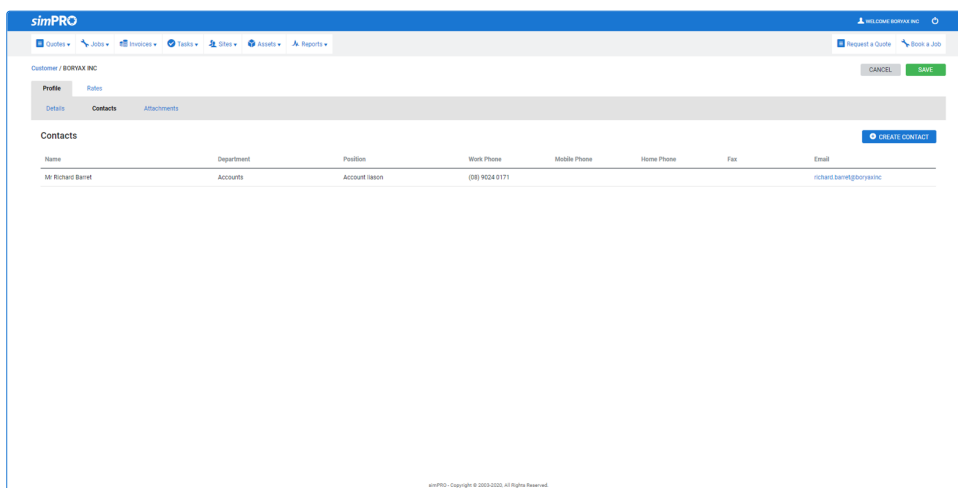 simPRO
WELCOME BORYAX INC
Quotes Jobs Invoices Tasks Sites Assets Reports Request a Quote Book a Job
Customer / BORYAX INC CANCEL SAVE
Profile Rates
Details Contacts Attachments
Contacts CREATE CONTACT
Name Department Position Work Phone Mobile Phone Home Phone Fax Email
Mr Richard Barret Accounts Account liason (08) 9024 0171 richard.barret@boryaxinc
simPRO - Copyright © 2003-2020, All Rights Reserved.